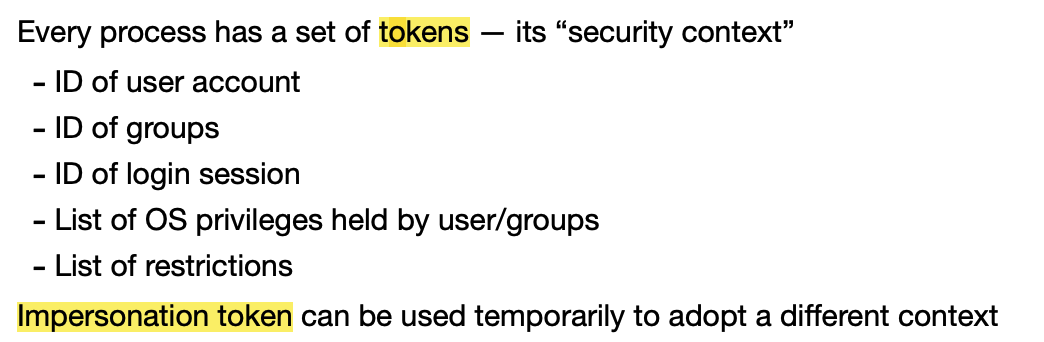 Every process has a set of tokens — its “security context”
- ID of user account
- ID of groups
- ID of login session
- List of OS privileges held by user/groups
- List of restrictions
Impersonation token can be used temporarily to adopt a different context